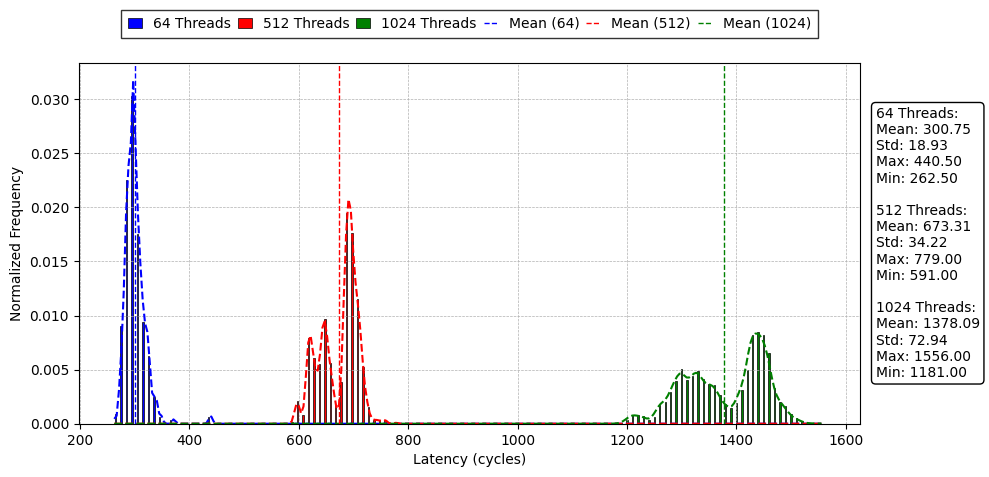 64 Threads 512 Threads 1024 Threads Mean (64) Mean (512) Mean (1024)
0.030
0.025
0.020
0.015
0.010
0.005
0.000
Normalized Frequency
200 400 600 800 1000 1200 1400 1600
Latency (cycles)
64 Threads:
Mean: 300.75
Std: 18.93
Max: 440.50
Min: 262.50
512 Threads:
Mean: 673.31
Std: 34.22
Max: 779.00
Min: 591.00
1024 Threads:
Mean: 1378.09
Std: 72.94
Max: 1556.00
Min: 1181.00